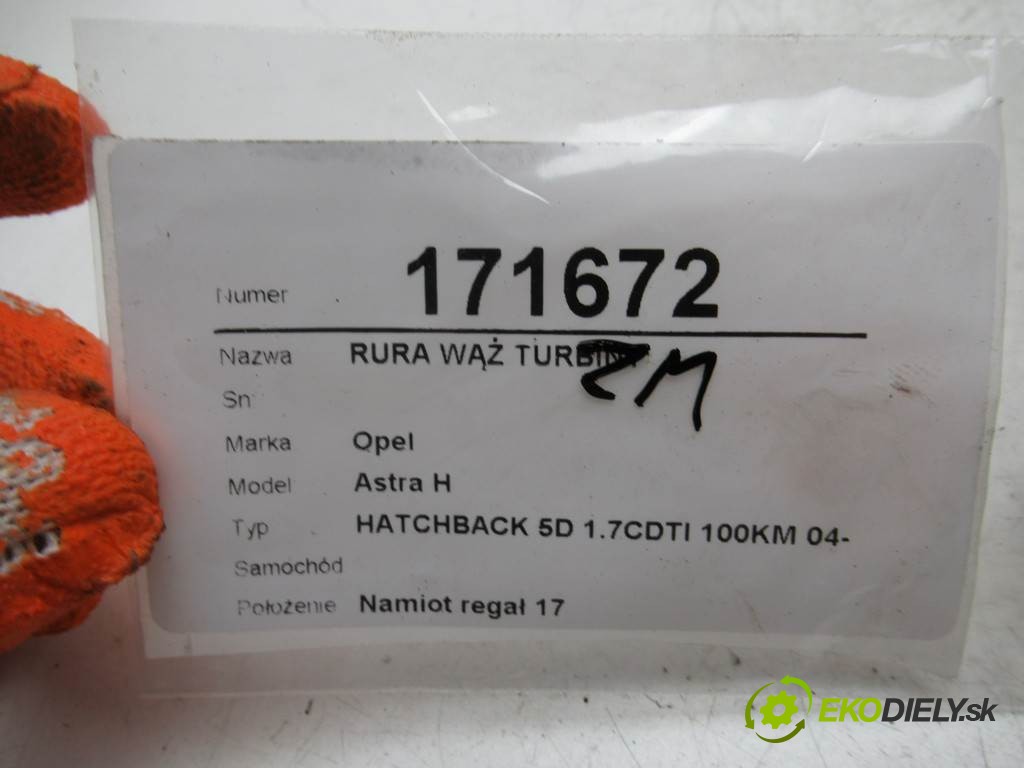 Numer 171672
Nazwa RURA WĄŻ TURBINY
ZM
Sn
Marka Opel
Model Astra H
Typ HATCHBACK 5D 1.7CDTI 100KM 04-
Samochód
Położenie Namiot regał 17
EKODIELY.sk